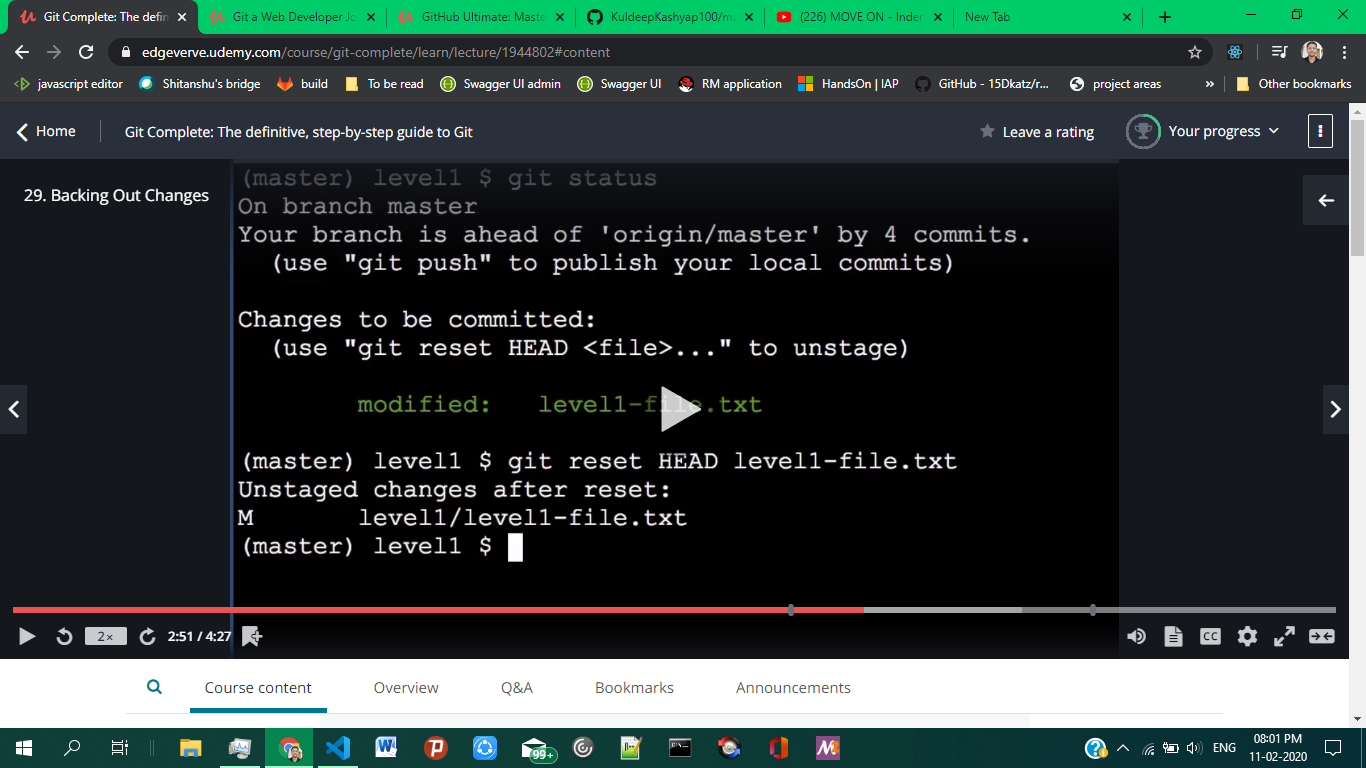 Git Complete: The defin
Git a Web Developer Jo
GitHub Ultimate: Maste
KuldeepKashyap100/m
(226) MOVE ON - Inder
New Tab
edgeverve.udemy.com/course/git-complete/learn/lecture/1944802#content
javascript editor
Shitanshu's bridge
build
To be read
Swagger UI admin
Swagger UI
RM application
HandsOn | IAP
GitHub - 15Dkatz/r...
project areas
»
Other bookmarks
Home
Git Complete: The definitive, step-by-step guide to Git
Leave a rating
Your progress
29. Backing Out Changes
(master) level1 $ git status
On branch master
Your branch is ahead of 'origin/master' by 4 commits.
(use "git push" to publish your local commits)
Changes to be committed:
(use "git reset HEAD <file>..." to unstage)
modified: level1-file.txt
(master) level1 $ git reset HEAD level1-file.txt
Unstaged changes after reset:
M level1/level1-file.txt
(master) level1 $
2×
2:51 / 4:27
CC
Course content
Overview
Q&A
Bookmarks
Announcements
99+
ENG
08:01 PM
11-02-2020